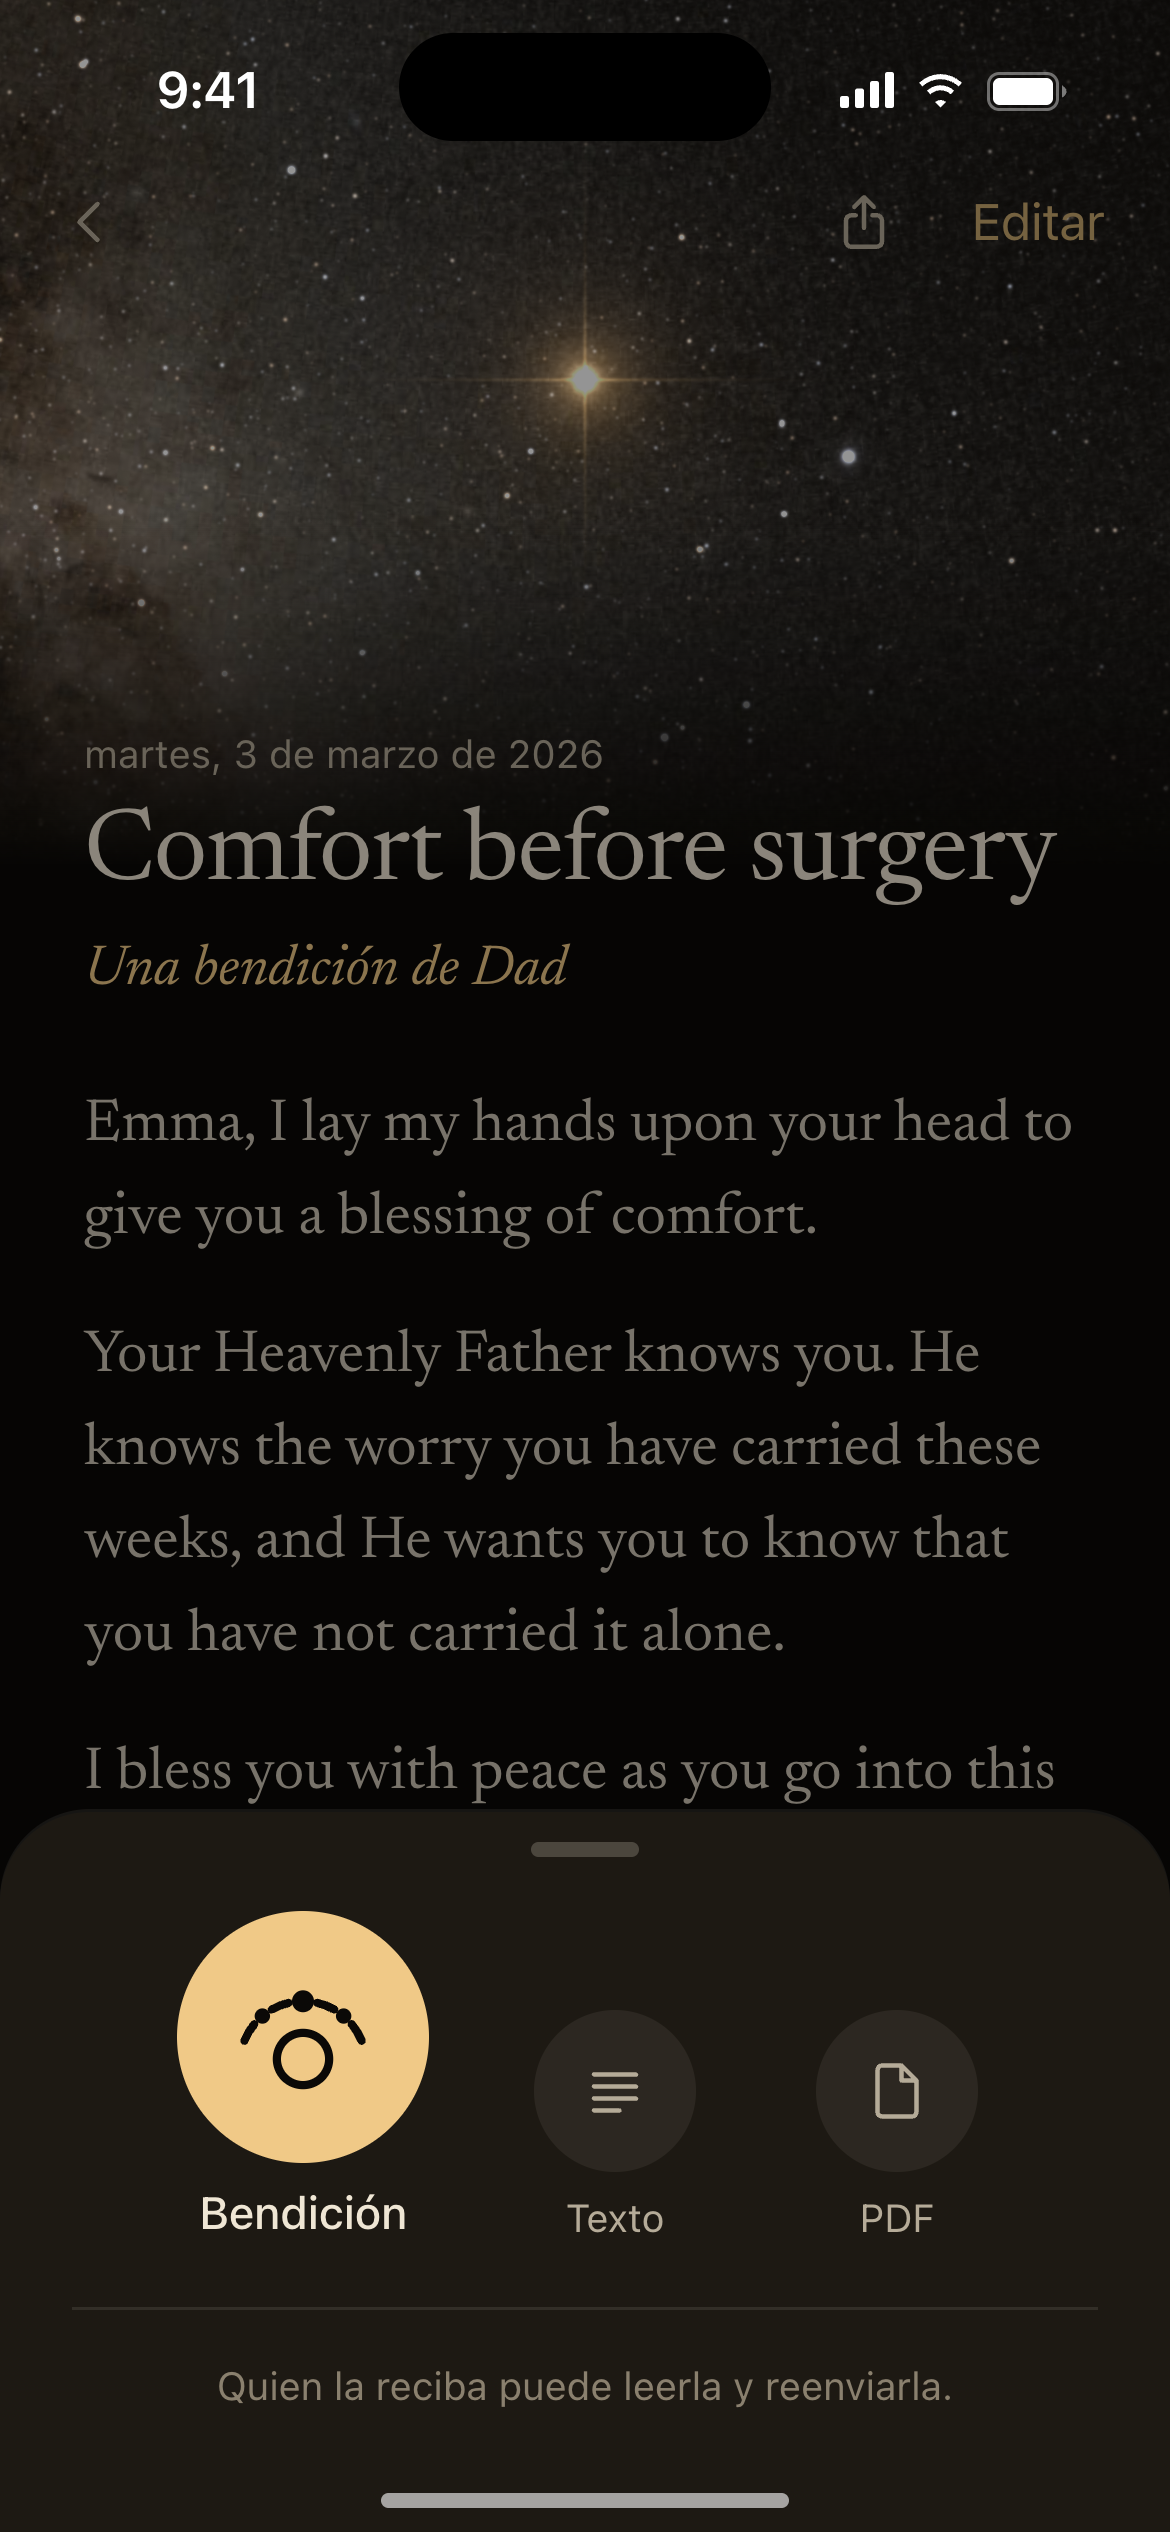 9:41
Editar
martes, 3 de marzo de 2026
Comfort before surgery
Una bendición de Dad
Emma, I lay my hands upon your head to
give you a blessing of comfort.
Your Heavenly Father knows you. He
knows the worry you have carried these
weeks, and He wants you to know that
you have not carried it alone.
I bless you with peace as you go into this
Bendición
Texto
PDF
Quien la reciba puede leerla y reenviarla.